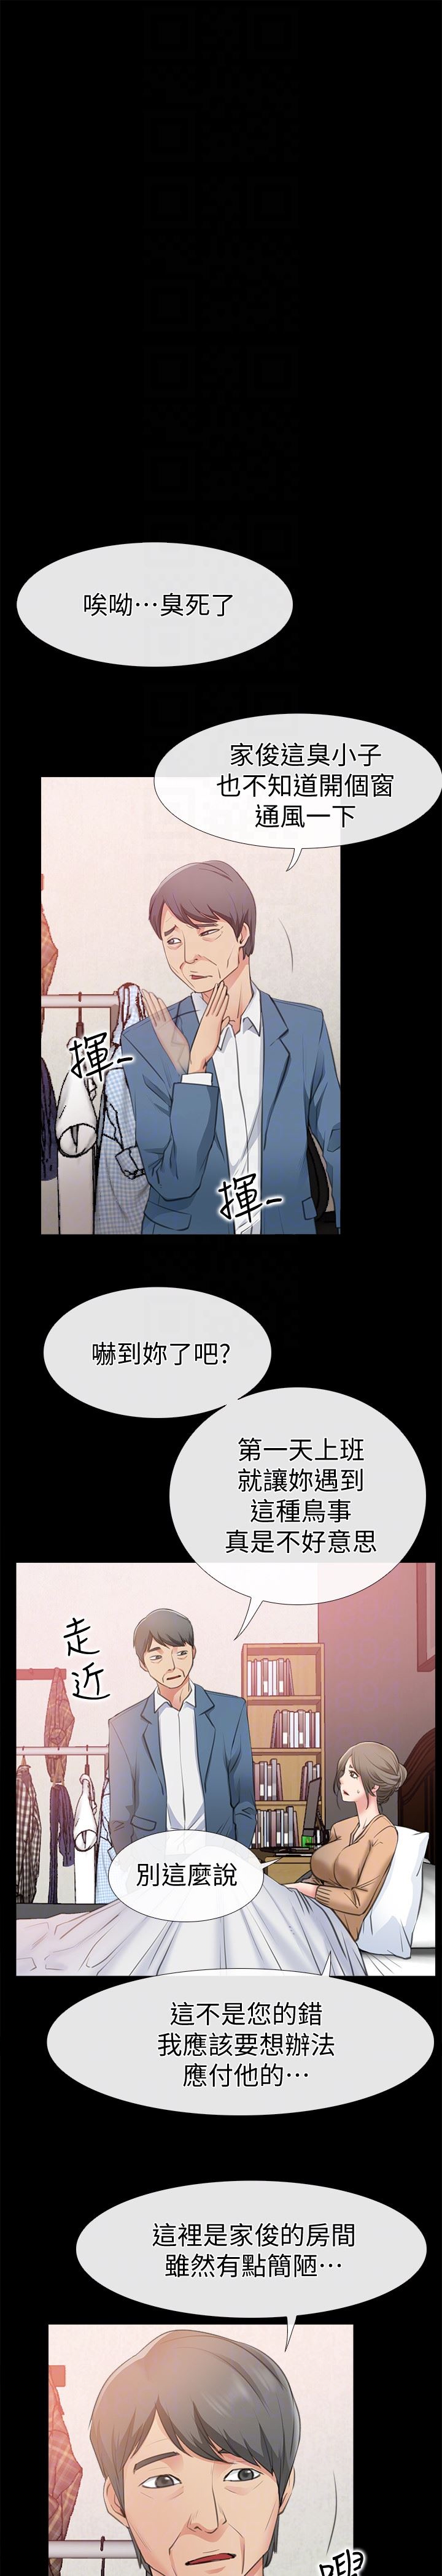 唉呦…臭死了
家俊這臭小子
也不知道開個窗
通風一下
揮-
揮-
嚇到妳了吧?
第一天上班
就讓妳遇到
這種鳥事
真是不好意思
走近
別這麼說
這不是您的錯
我應該要想辦法
應付他的…
這裡是家俊的房間
雖然有點簡陋…